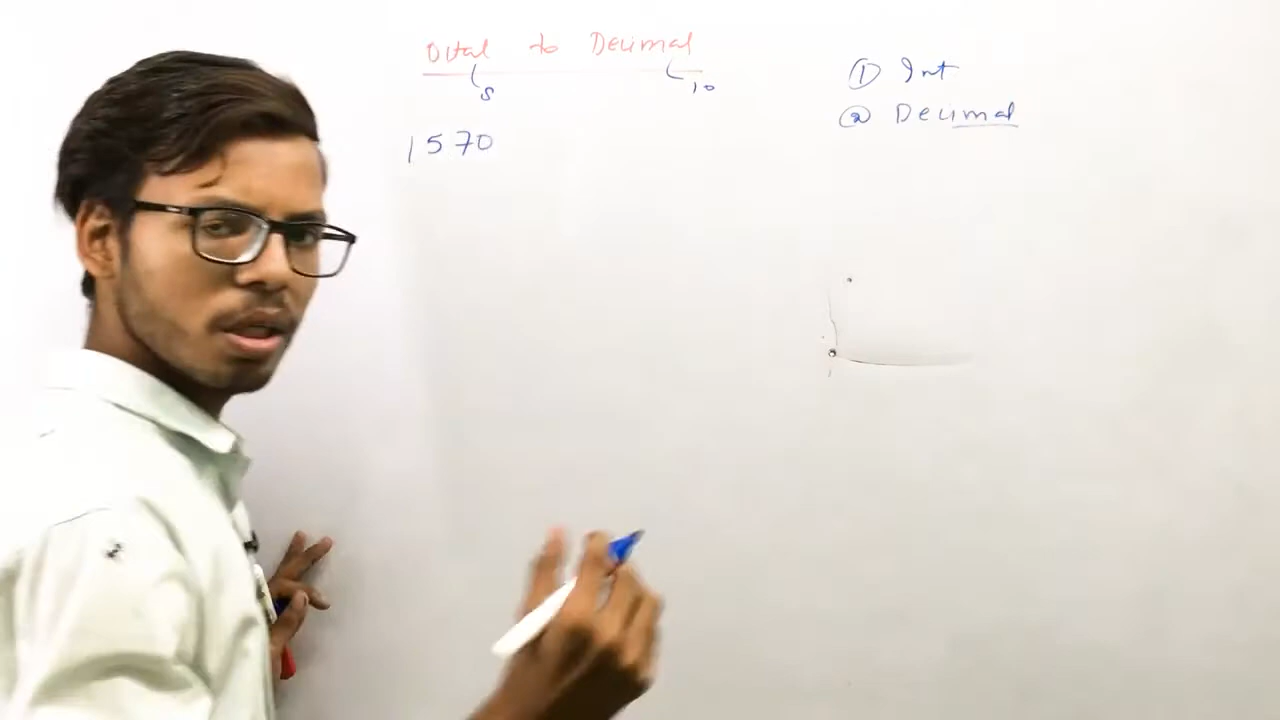 Octal to Decimal
8 10
1570
① Int
② Decimal